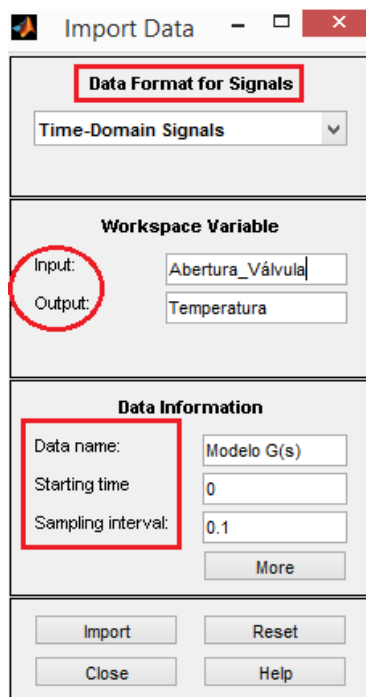 Import Data
Data Format for Signals
Time-Domain Signals
Workspace Variable
Input: Abertura_Válvula
Output: Temperatura
Data Information
Data name: Modelo G(s)
Starting time 0
Sampling interval: 0.1
More
Import Reset
Close Help